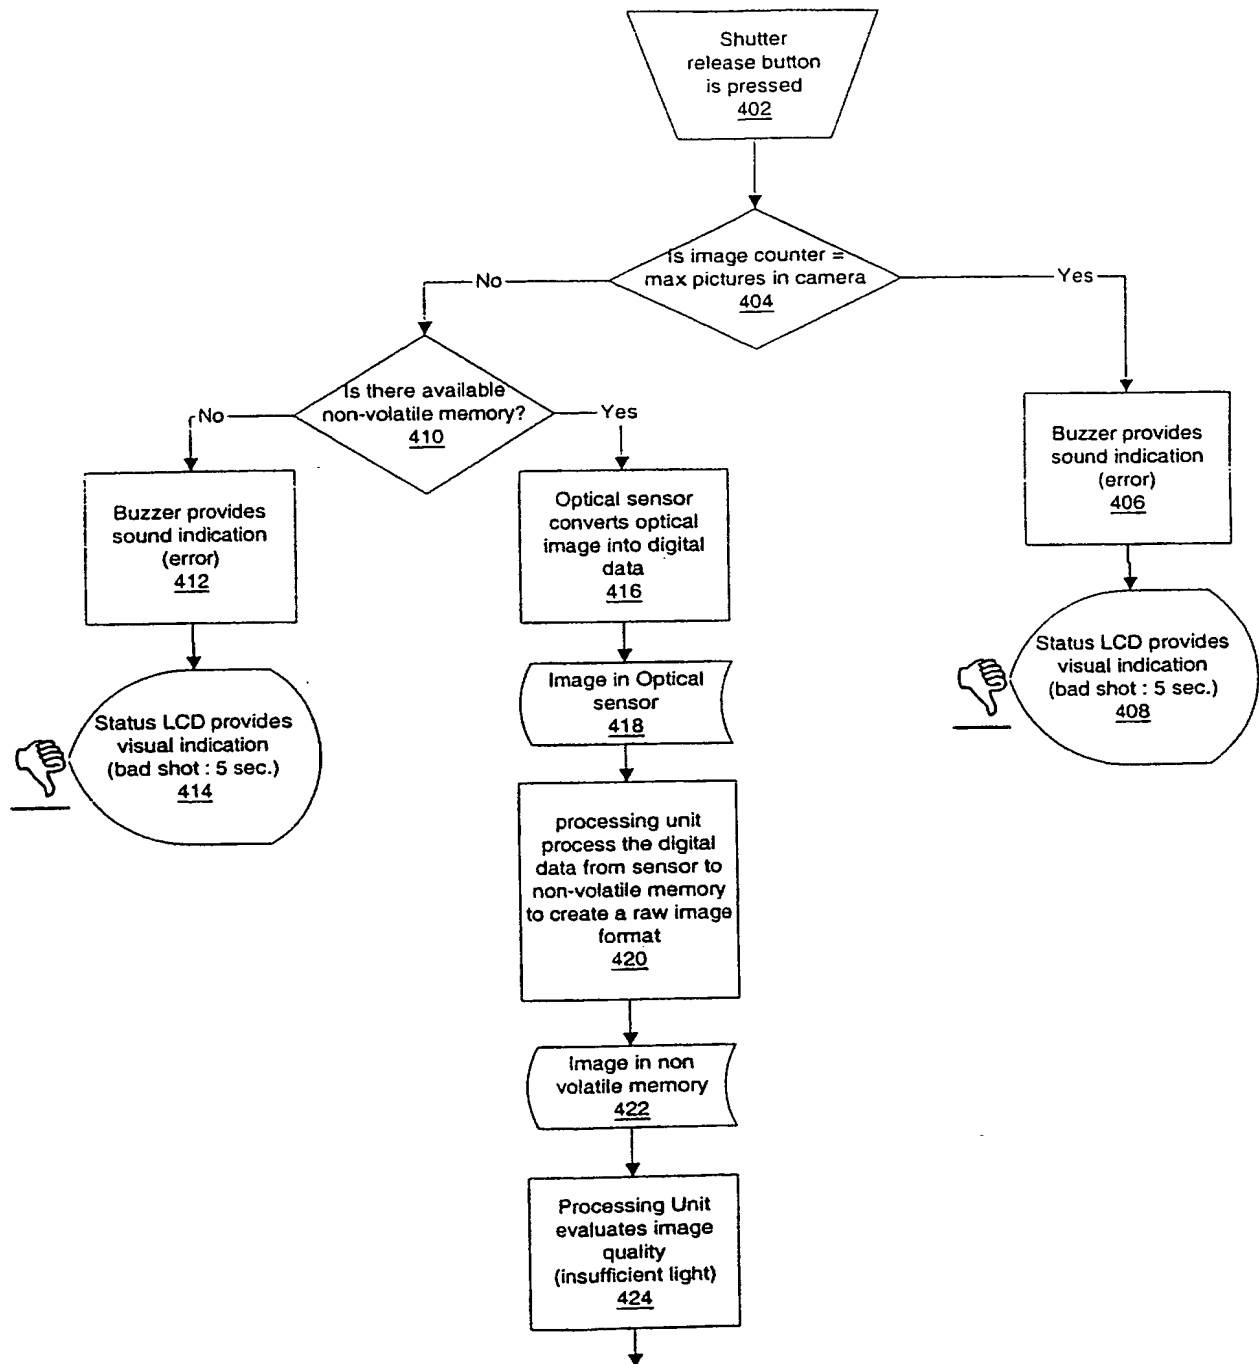 Shutter
release button
is pressed
402
Is image counter =
max pictures in camera
404
No
Yes
Is there available
non-volatile memory?
410
No
Yes
Buzzer provides
sound indication
(error)
406
Buzzer provides
sound indication
(error)
412
Optical sensor
converts optical
image into digital
data
416
Status LCD provides
visual indication
(bad shot : 5 sec.)
408
Image in Optical
sensor
418
Status LCD provides
visual indication
(bad shot : 5 sec.)
414
processing unit
process the digital
data from sensor to
non-volatile memory
to create a raw image
format
420
Image in non
volatile memory
422
Processing Unit
evaluates image
quality
(insufficient light)
424